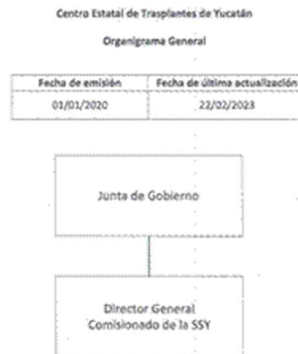 Centro Estatal de Trasplantes de Yucatán
Organigrama General
Fecha de emisión Fecha de última actualización
01/01/2020 22/02/2023
Junta de Gobierno
Director General
Comisionado de la SSY